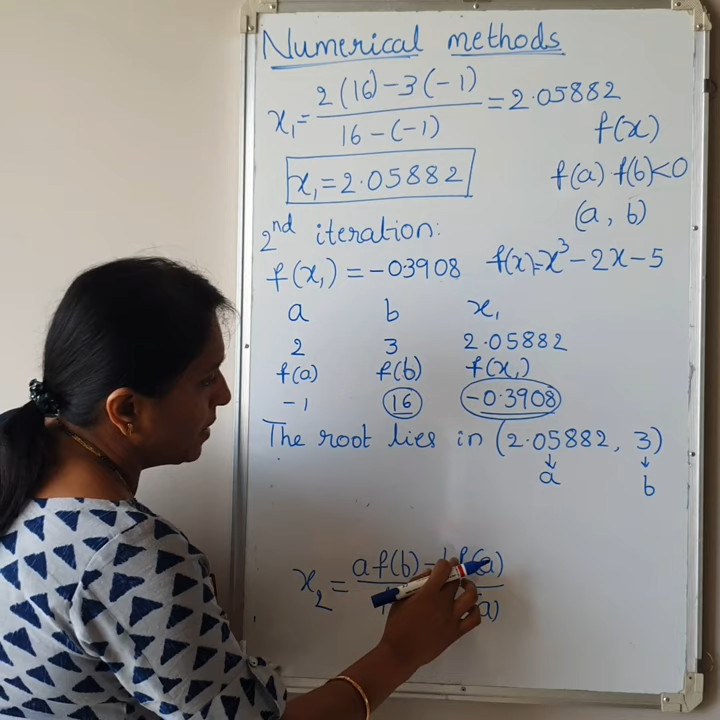 Numerical methods
x₁ = 2(16) - 3(-1) / 16 - (-1) = 2.05882
f(x)
x₁ = 2.05882
f(a) f(b) < 0
(a, b)
2nd iteration:
f(x₁) = -03908 f(x) = x³ - 2x - 5
a b x₁
2 3 2.05882
f(a) f(b) f(x₁)
-1 16 -0.3908
The root lies in (2.05882, 3)
↓ ↓
a b
x₂ = a f(b) - f(a) / a)